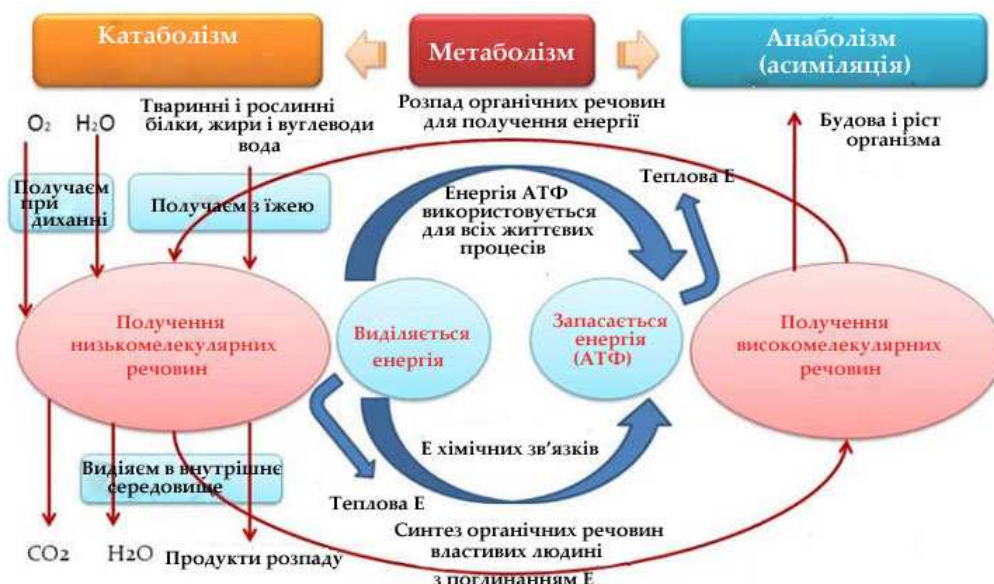 Катаболізм
Метаболізм
Анаболізм
(асиміляція)
O₂ H₂O
Тваринні і рослинні
білки, жири і вуглеводи
вода
Розпад органічних речовин
для получення енергії
Будова і ріст
організма
Получаєм
при
диханні
Получаєм з їжею
Енергія АТФ
використовується
для всіх життєвих
процесів
Теплова Е
Получення
низькомелекулярних
речовин
Виділяється
енергія
Запасається
енергія
(АТФ)
Получення
висикомелекулярних
речовин
Е хімічних зв’язків
Видіяєм в внутрішнє
середовище
Теплова Е
CO2 H2O Продукти розпаду
Синтез органічних речовин
властивих людині
з поглинанням Е